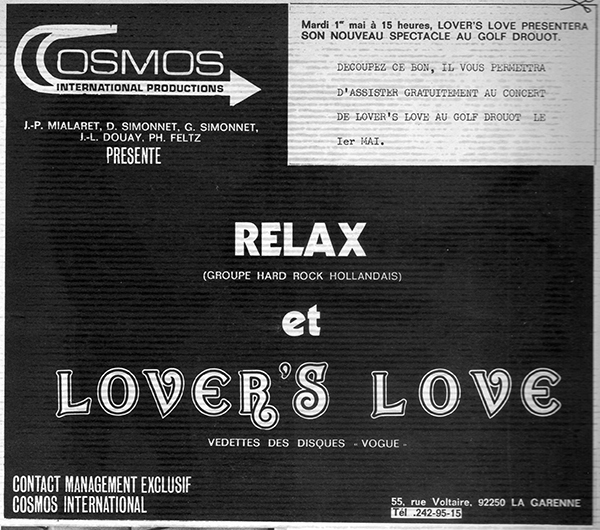 COSMOS
INTERNATIONAL PRODUCTIONS
J.-P. MIALARET, D. SIMONNET, G. SIMONNET,
J.-L. DOUAY, PH. FELTZ
PRESENTE
Mardi 1er mai à 15 heures, LOVER'S LOVE PRESENTERA
SON NOUVEAU SPECTACLE AU GOLF DROUOT.
DECOUPEZ CE BON, IL VOUS PERMETTRA
D'ASSISTER GRATUITEMENT AU CONCERT
DE LOVER'S LOVE AU GOLF DROUOT LE
1er MAI.
RELAX
(GROUPE HARD ROCK HOLLANDAIS)
et
LOVER'S LOVE
VEDETTES DES DISQUES - VOGUE -
CONTACT MANAGEMENT EXCLUSIF
COSMOS INTERNATIONAL
55, rue Voltaire. 92250 LA GARENNE
Tél .242-95-15